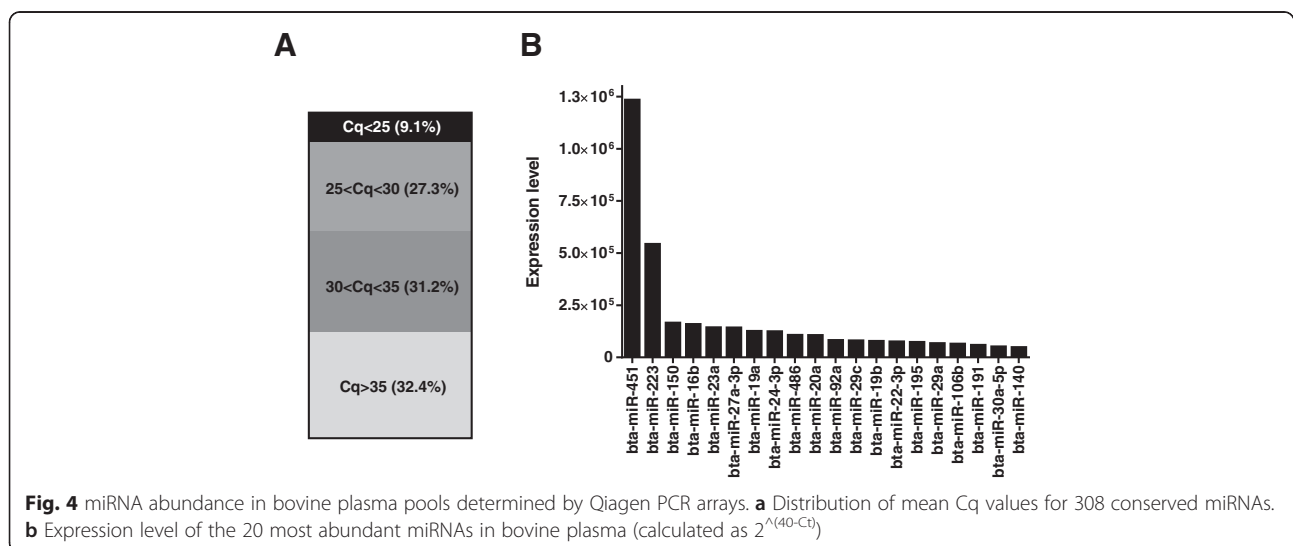 A
B
Cq<25 (9.1%)
25<Cq<30 (27.3%)
30<Cq<35 (31.2%)
Cq>35 (32.4%)
Expression level
1.3×10⁶
1.0×10⁶
7.5×10⁵
5.0×10⁵
2.5×10⁵
0
bta-miR-451
bta-miR-223
bta-miR-150
bta-miR-16b
bta-miR-23a
bta-miR-27a-3p
bta-miR-19a
bta-miR-24-3p
bta-miR-486
bta-miR-20a
bta-miR-92a
bta-miR-29c
bta-miR-19b
bta-miR-22-3p
bta-miR-195
bta-miR-29a
bta-miR-106b
bta-miR-191
bta-miR-30a-5p
bta-miR-140
Fig. 4 miRNA abundance in bovine plasma pools determined by Qiagen PCR arrays. a Distribution of mean Cq values for 308 conserved miRNAs.
b Expression level of the 20 most abundant miRNAs in bovine plasma (calculated as 2^(40-Ct))